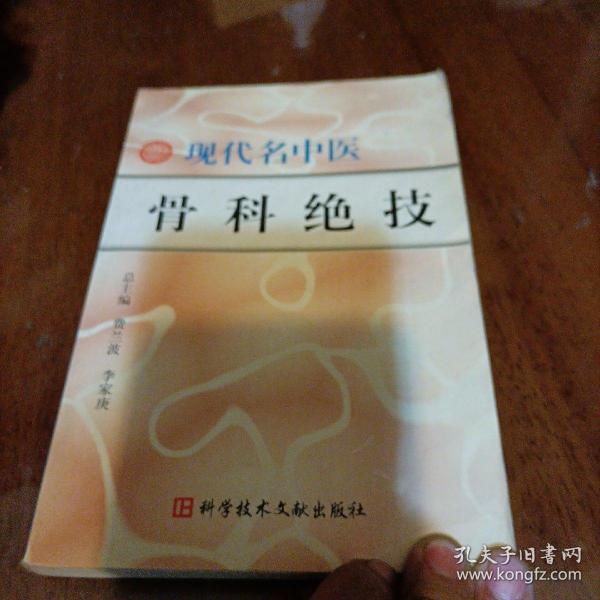 现代名中医
骨科绝技
总主编 费兰波 李家庚
科学技术文献出版社
孔夫子旧书网
www.kongfz.com